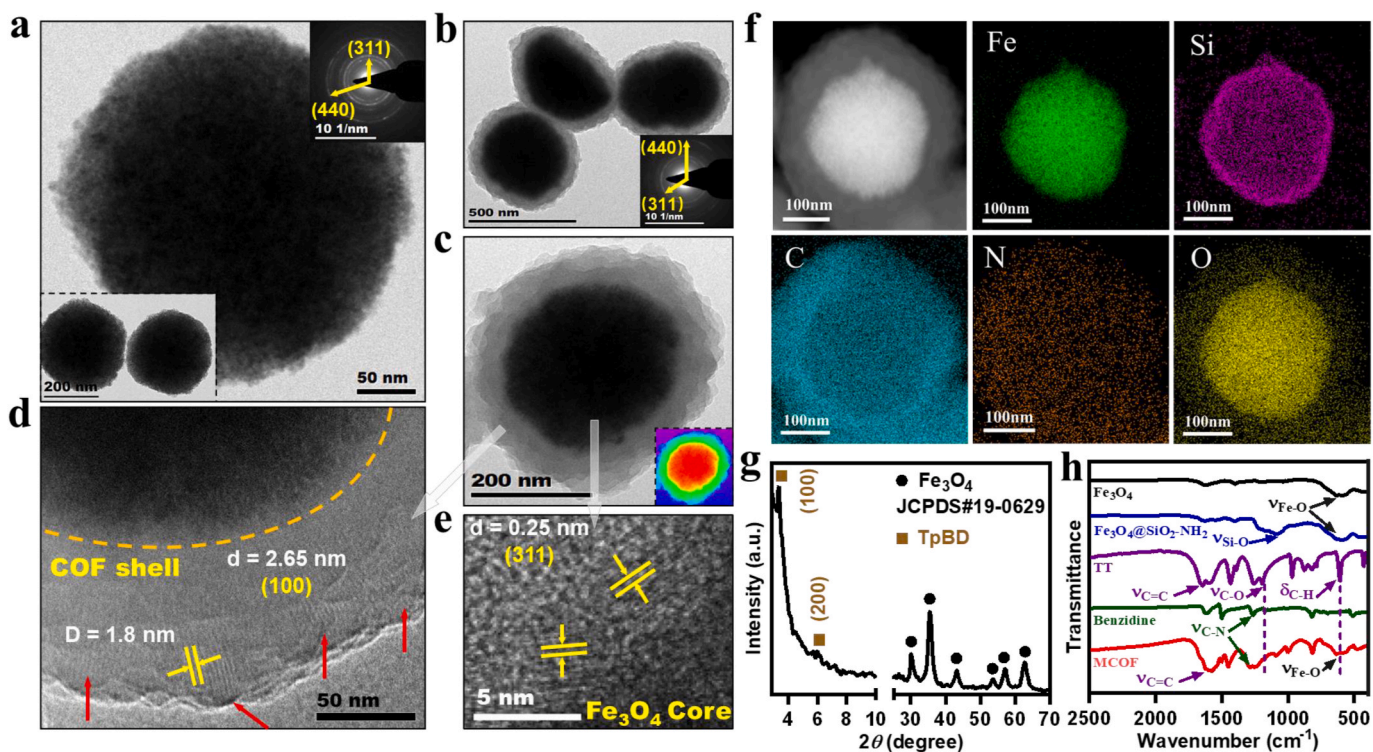 a
(311)
(440)
10 1/nm
200 nm
50 nm
b
(440)
(311)
500 nm
10 1/nm
c
200 nm
d
COF shell
d = 2.65 nm
(100)
D = 1.8 nm
50 nm
e
d = 0.25 nm
(311)
5 nm
Fe₃O₄ Core
f
100nm
Fe
100nm
Si
100nm
C
100nm
N
100nm
O
100nm
g
Intensity (a.u.)
(100)
(200)
Fe₃O₄
JCPDS#19-0629
TpBD
4 6 8 10 30 40 50 60 70
2θ (degree)
h
Transmittance
Fe₃O₄
νFe-O
Fe₃O₄@SiO₂-NH₂
νSi-O
TT
νC=C
νC-O
δC-H
Benzidine
νC-N
MCOF
νC=C
νFe-O
2500 2000 1500 1000 500
Wavenumber (cm⁻¹)